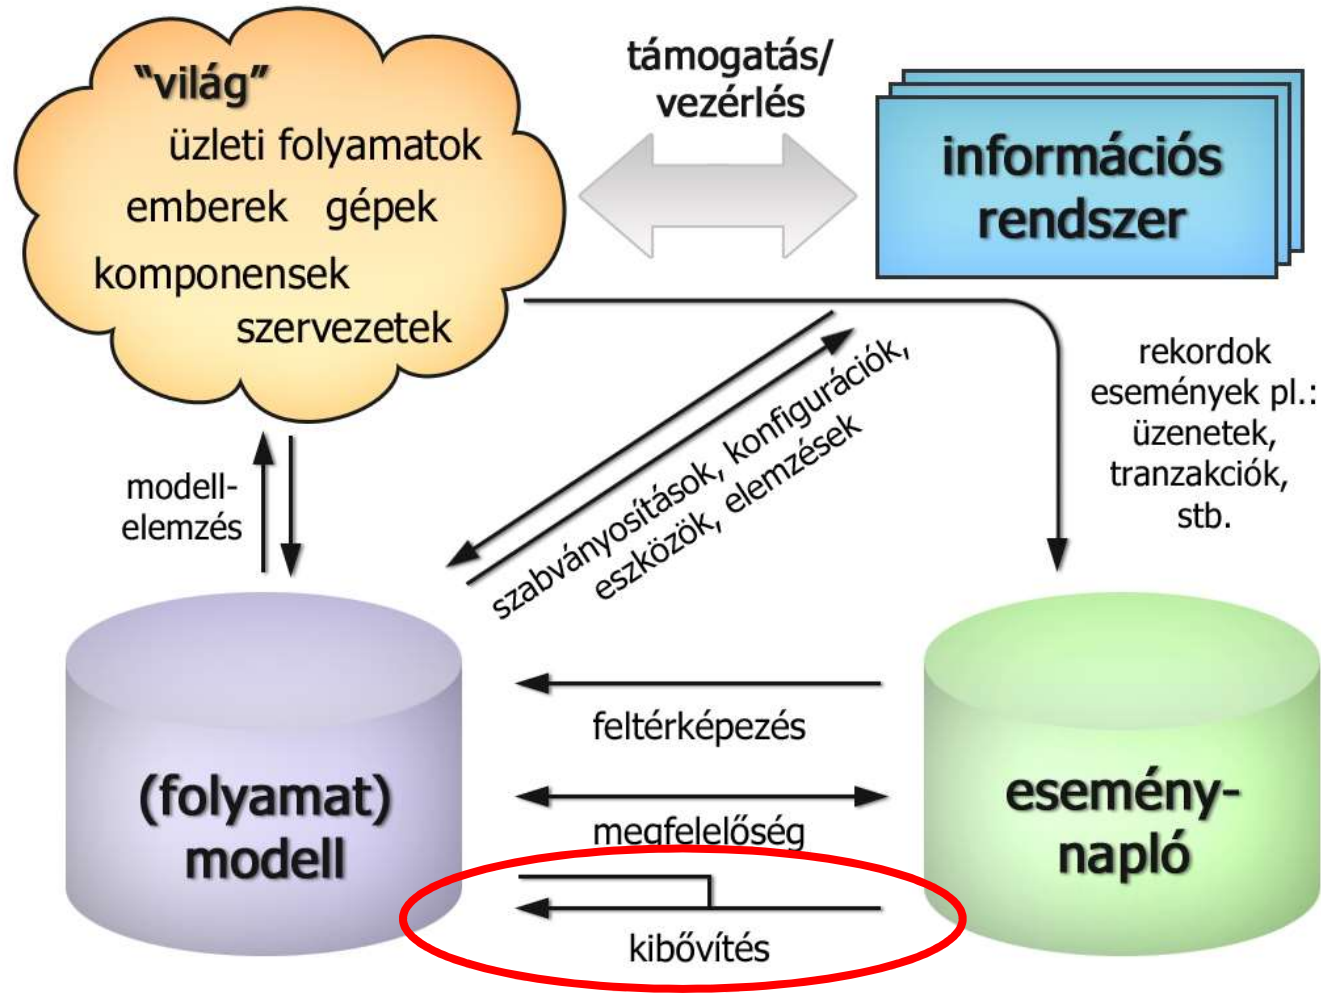 “világ”
üzleti folyamatok
emberek gépek
komponensek
szervezetek
támogatás/
vezérlés
információs
rendszer
rekordok
események pl.:
üzenetek,
tranzakciók,
stb.
modell-
elemzés
szabványosítások, konfigurációk,
eszközök, elemzések
feltérképezés
(folyamat)
modell
megfelelőség
esemény-
napló
kibővítés